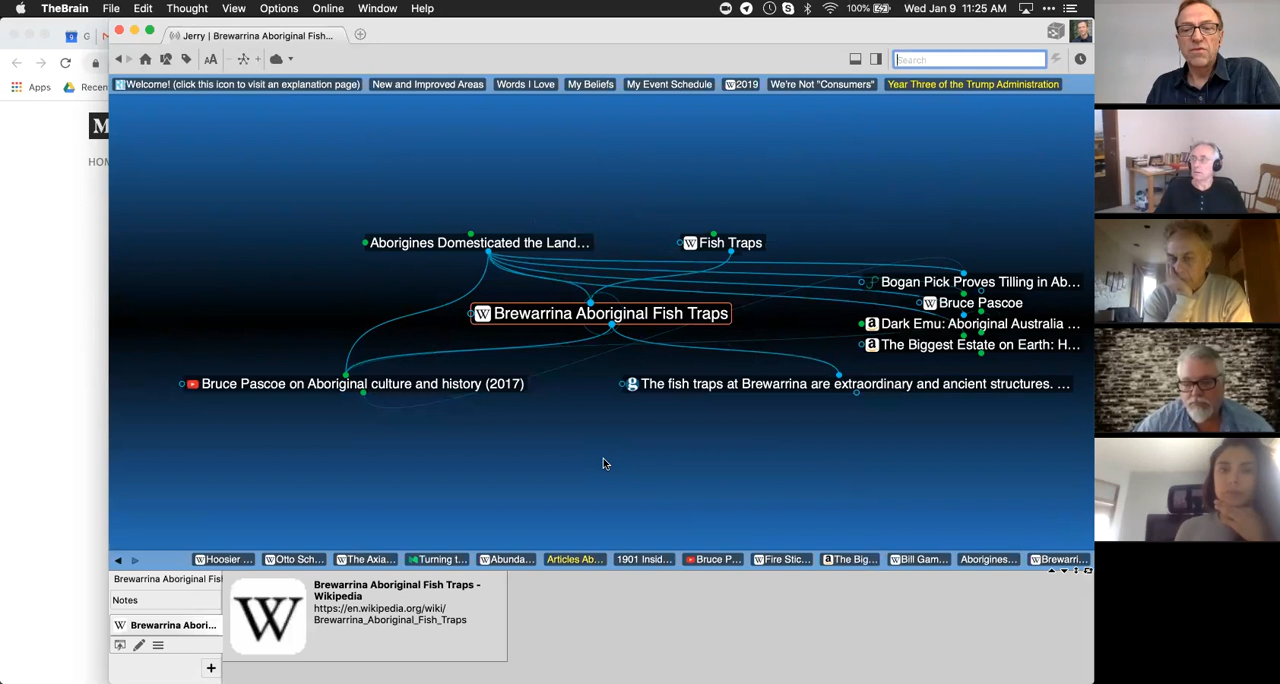 TheBrain File Edit Thought View Options Online Window Help 100% Wed Jan 9 11:25 AM
Jerry | Brewarrina Aboriginal Fish...
G
Apps Recen
AA
Search
Welcome! (click this icon to visit an explanation page) New and Improved Areas Words I Love My Beliefs My Event Schedule W 2019 We're Not "Consumers" Year Three of the Trump Administration
M
HOM
Aborigines Domesticated the Land... W Fish Traps
Bogan Pick Proves Tilling in Ab...
W Bruce Pascoe
W Brewarrina Aboriginal Fish Traps
a Dark Emu: Aboriginal Australia ...
a The Biggest Estate on Earth: H...
Bruce Pascoe on Aboriginal culture and history (2017) g The fish traps at Brewarrina are extraordinary and ancient structures. ...
W Hoosier ... W Otto Sch... W The Axia... Turning t... W Abunda... Articles Ab... 1901 Insid... Bruce P... W Fire Stic... a The Big... W Bill Gam... Aborigines... W Brewarri...
Brewarrina Aboriginal Fis
Notes
W Brewarrina Abori...
W
Brewarrina Aboriginal Fish Traps -
Wikipedia
https://en.wikipedia.org/wiki/
Brewarrina_Aboriginal_Fish_Traps